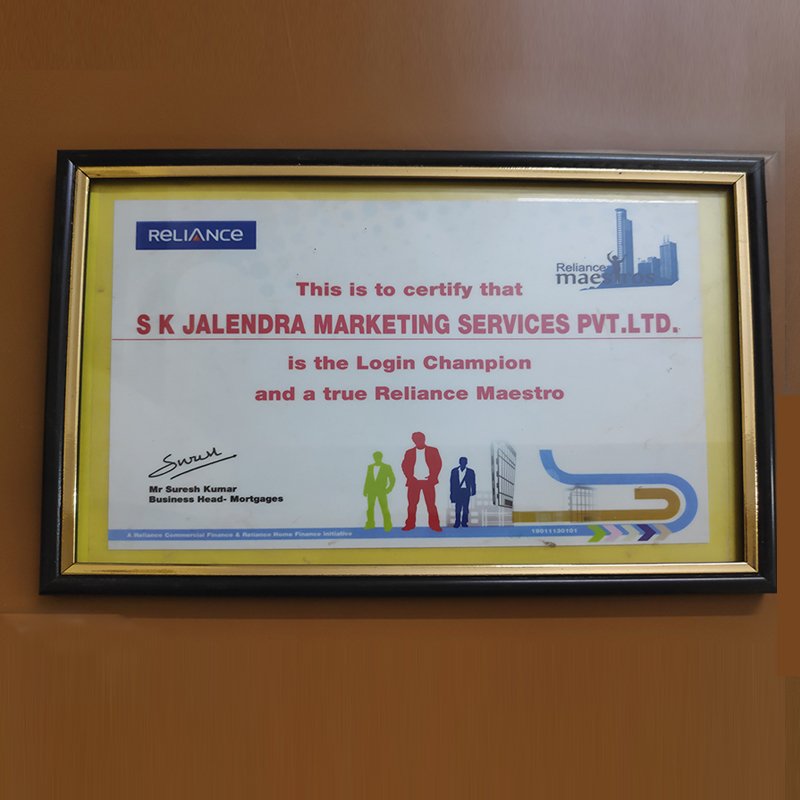 RELIANCE
Reliance
maestros
This is to certify that
S K JALENDRA MARKETING SERVICES PVT.LTD.
is the Login Champion
and a true Reliance Maestro
Mr Suresh Kumar
Business Head- Mortgages
A Reliance Commercial Finance & Reliance Home Finance initiative
19011130101